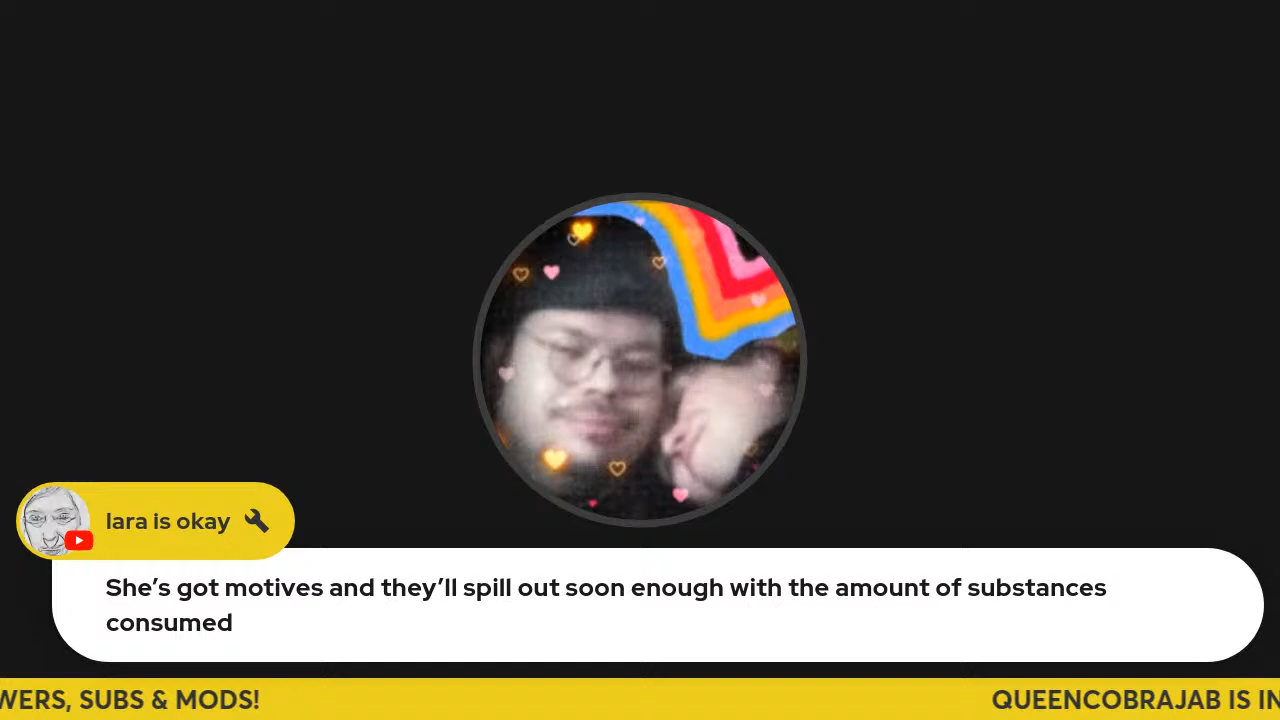 lara is okay
She’s got motives and they’ll spill out soon enough with the amount of substances
consumed
WERS, SUBS & MODS!
QUEENCOBRAJAB IS IN